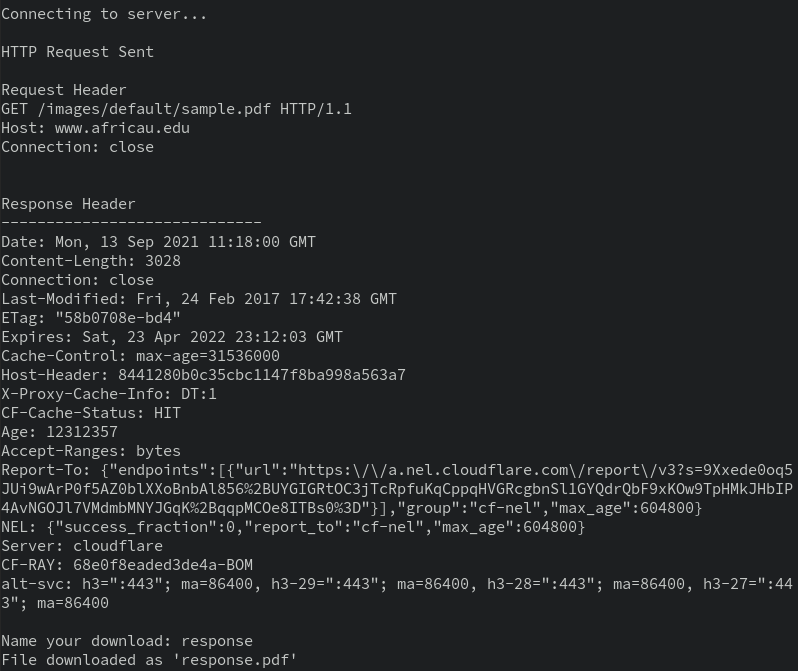 Connecting to server...
HTTP Request Sent
Request Header
GET /images/default/sample.pdf HTTP/1.1
Host: www.africau.edu
Connection: close
Response Header
-----------------------------
Date: Mon, 13 Sep 2021 11:18:00 GMT
Content-Length: 3028
Connection: close
Last-Modified: Fri, 24 Feb 2017 17:42:38 GMT
ETag: "58b0708e-bd4"
Expires: Sat, 23 Apr 2022 23:12:03 GMT
Cache-Control: max-age=31536000
Host-Header: 8441280b0c35cbc1147f8ba998a563a7
X-Proxy-Cache-Info: DT:1
CF-Cache-Status: HIT
Age: 12312357
Accept-Ranges: bytes
Report-To: {"endpoints":[{"url":"https:\/\/a.nel.cloudflare.com\/report\/v3?s=9Xxede0oq5
JUi9wArP0f5AZ0blXXoBnbAl856%2BUYGIGRtOC3jTcRpfuKqCppqHVGRcgbnSl1GYQdrQbF9xKOw9TpHMkJHbIP
4AvNGOJl7VMdmbMNYJGqK%2BqqpMCOe8ITBs0%3D"}],"group":"cf-nel","max_age":604800}
NEL: {"success_fraction":0,"report_to":"cf-nel","max_age":604800}
Server: cloudflare
CF-RAY: 68e0f8eaded3de4a-BOM
alt-svc: h3=":443"; ma=86400, h3-29=":443"; ma=86400, h3-28=":443"; ma=86400, h3-27=":44
3"; ma=86400
Name your download: response
File downloaded as 'response.pdf'